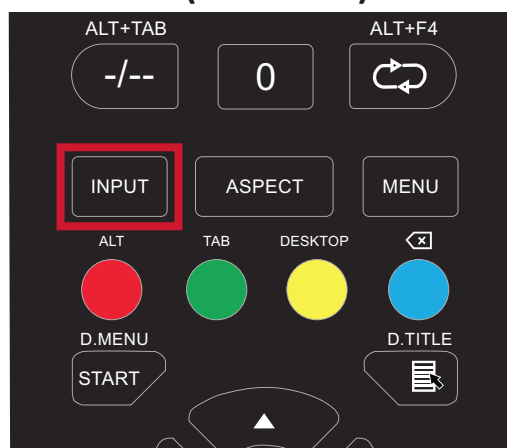 ALT+TAB ALT+F4
-/-- 0
INPUT ASPECT MENU
ALT TAB DESKTOP
D.MENU D.TITLE
START